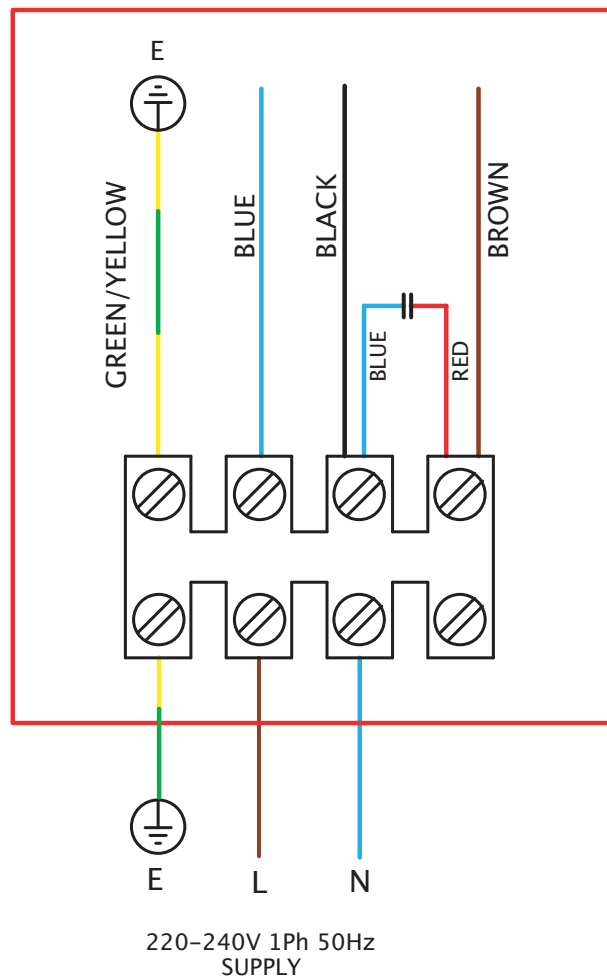 E
GREEN/YELLOW
BLUE
BLACK
BROWN
BLUE
RED
E
L
N
220-240V 1Ph 50Hz
SUPPLY